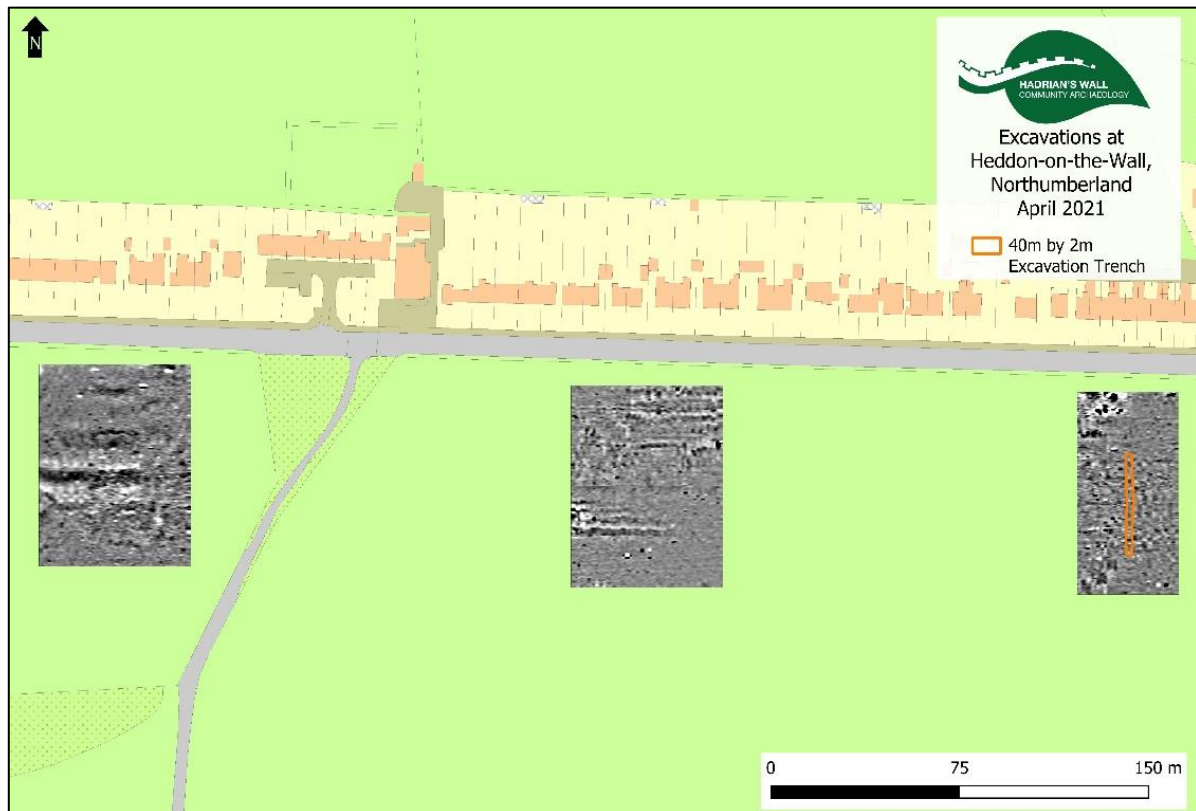 N
HADRIAN'S WALL
COMMUNITY ARCHAEOLOGY
Excavations at
Heddon-on-the-Wall,
Northumberland
April 2021
40m by 2m
Excavation Trench
0 75 150 m